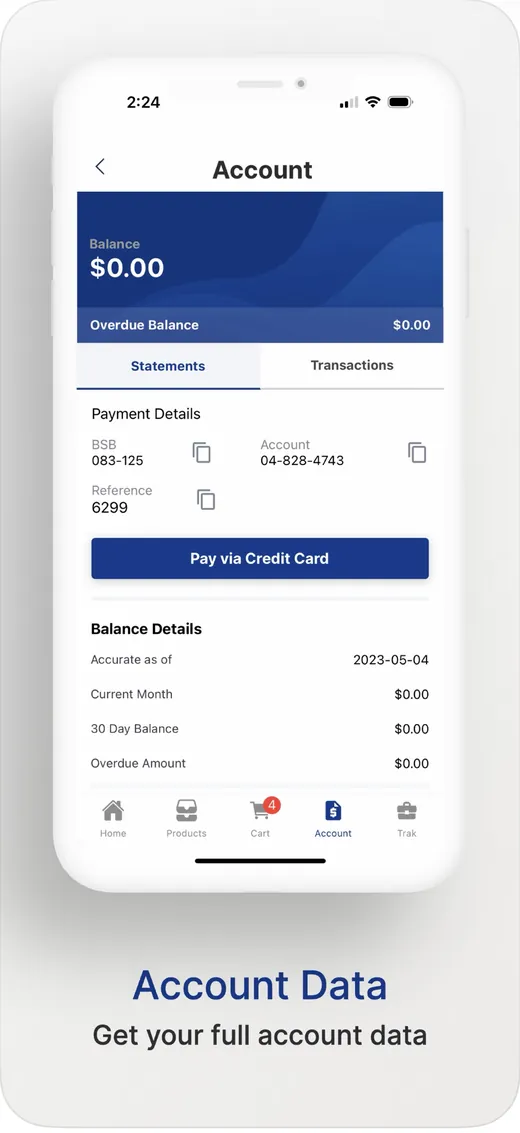 2:24
Account
Balance
$0.00
Overdue Balance $0.00
Statements Transactions
Payment Details
BSB Account
083-125 04-828-4743
Reference
6299
Pay via Credit Card
Balance Details
Accurate as of 2023-05-04
Current Month $0.00
30 Day Balance $0.00
Overdue Amount $0.00
4
Home Products Cart Account Trak
Account Data
Get your full account data